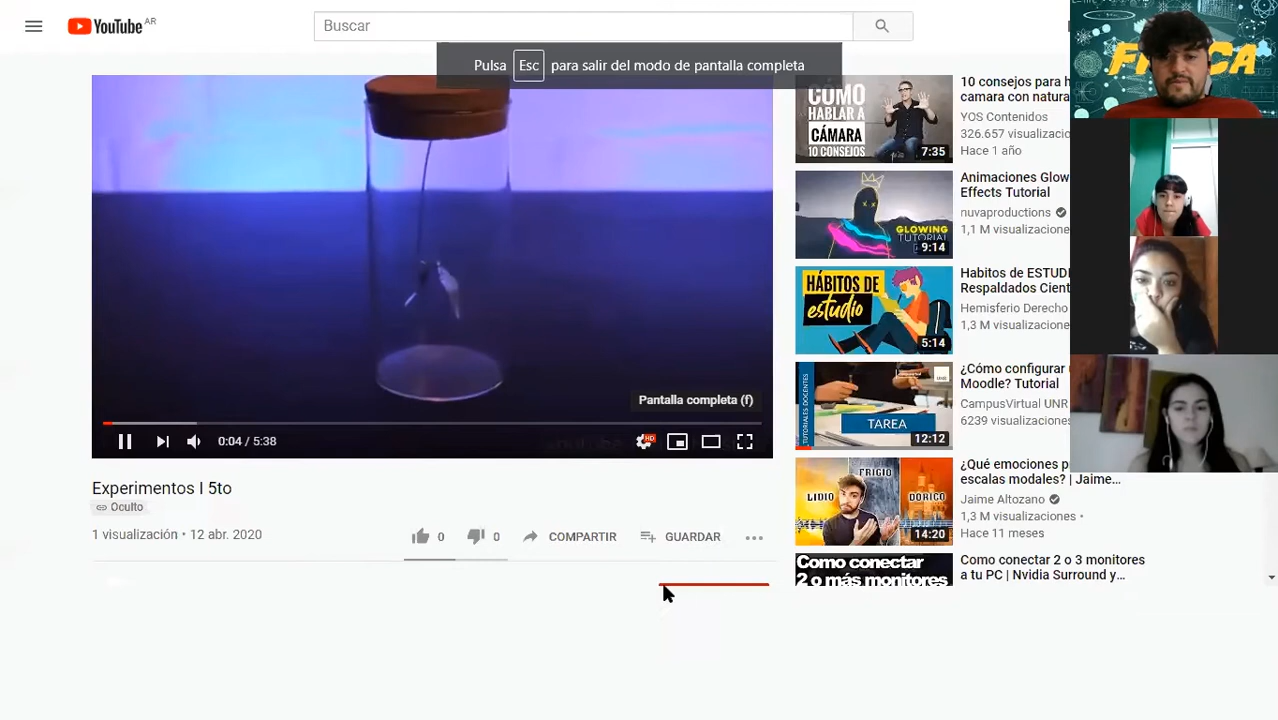 YouTube AR
Buscar
Pulsa Esc para salir del modo de pantalla completa
Pantalla completa (f)
0:04 / 5:38
HD
Experimentos I 5to
Oculto
1 visualización • 12 abr. 2020
0
0
COMPARTIR
GUARDAR
COMO
HABLAR A
CÁMARA
10 CONSEJOS
7:35
10 consejos para h
camara con natura
YOS Contenidos
326.657 visualizacio
Hace 1 año
GLOWING
TUTORIAL
9:14
Animaciones Glow
Effects Tutorial
nuvaproductions
1,1 M visualizacione
HÁBITOS DE
estudio
5:14
Habitos de ESTUDI
Respaldados Cient
Hemisferio Derecho
1,3 M visualizacione
TUTORIALES DOCENTES
TAREA
12:12
¿Cómo configurar
Moodle? Tutorial
CampusVirtual UNR
6239 visualizacione
LIDIO
FRIGIO
DÓRICO
14:20
¿Qué emociones p
escalas modales? | Jaime...
Jaime Altozano
1,3 M visualizaciones •
Hace 11 meses
Como conectar
2 o más monitores
Como conectar 2 o 3 monitores
a tu PC | Nvidia Surround y...